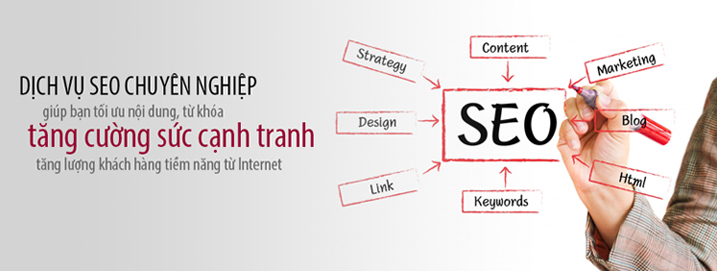 DỊCH VỤ SEO CHUYÊN NGHIỆP
giúp bạn tối ưu nội dung, từ khóa
tăng cường sức cạnh tranh
tăng lượng khách hàng tiềm năng từ Internet
Content
Strategy
Marketing
Design
SEO
Blog
Link
Html
Keywords